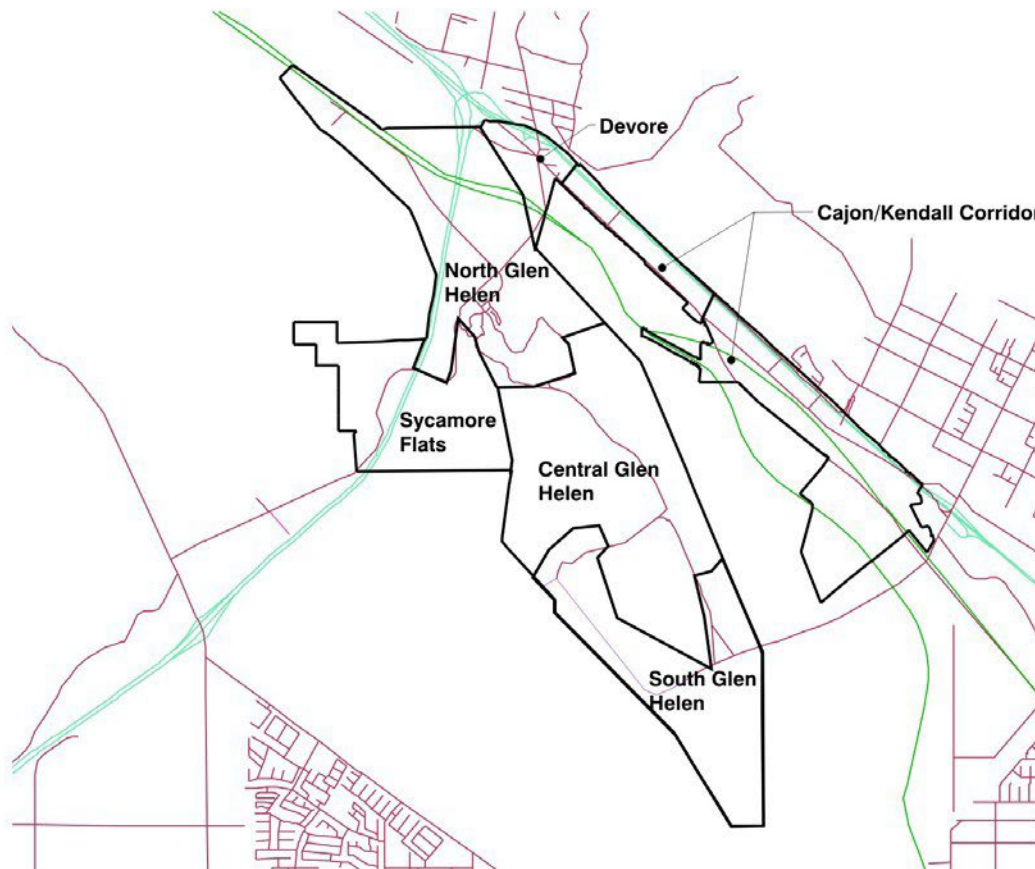 Devore
Cajon/Kendall Corridor
North Glen
Helen
Sycamore
Flats
Central Glen
Helen
South Glen
Helen